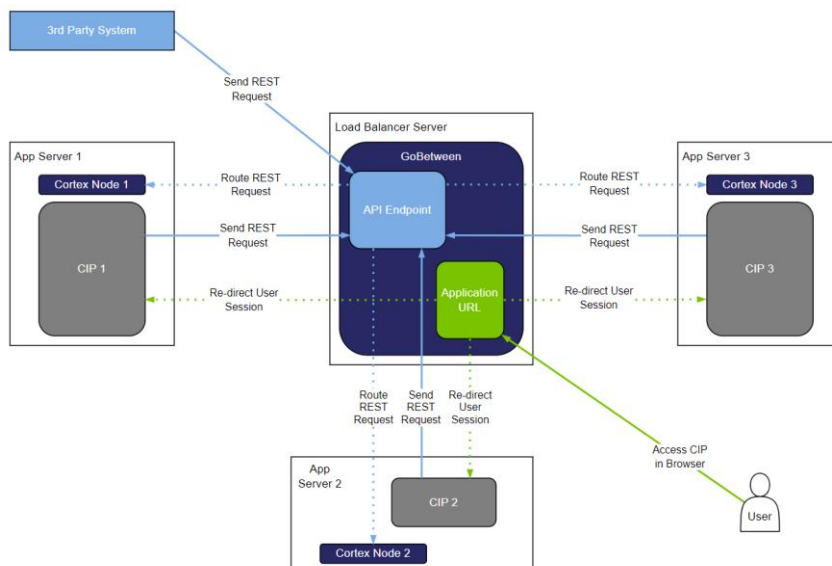 3rd Party System
Send REST
Request
Load Balancer Server
App Server 1
GoBetween
App Server 3
Cortex Node 1
Route REST
Request
Route REST
Request
Cortex Node 3
API Endpoint
Send REST
Request
Send REST
Request
CIP 1
CIP 3
Re-direct User
Session
Application
URL
Re-direct User
Session
Route
REST
Request
Send
REST
Request
Re-direct
User
Session
Access CIP
in Browser
App
Server 2
CIP 2
User
Cortex Node 2